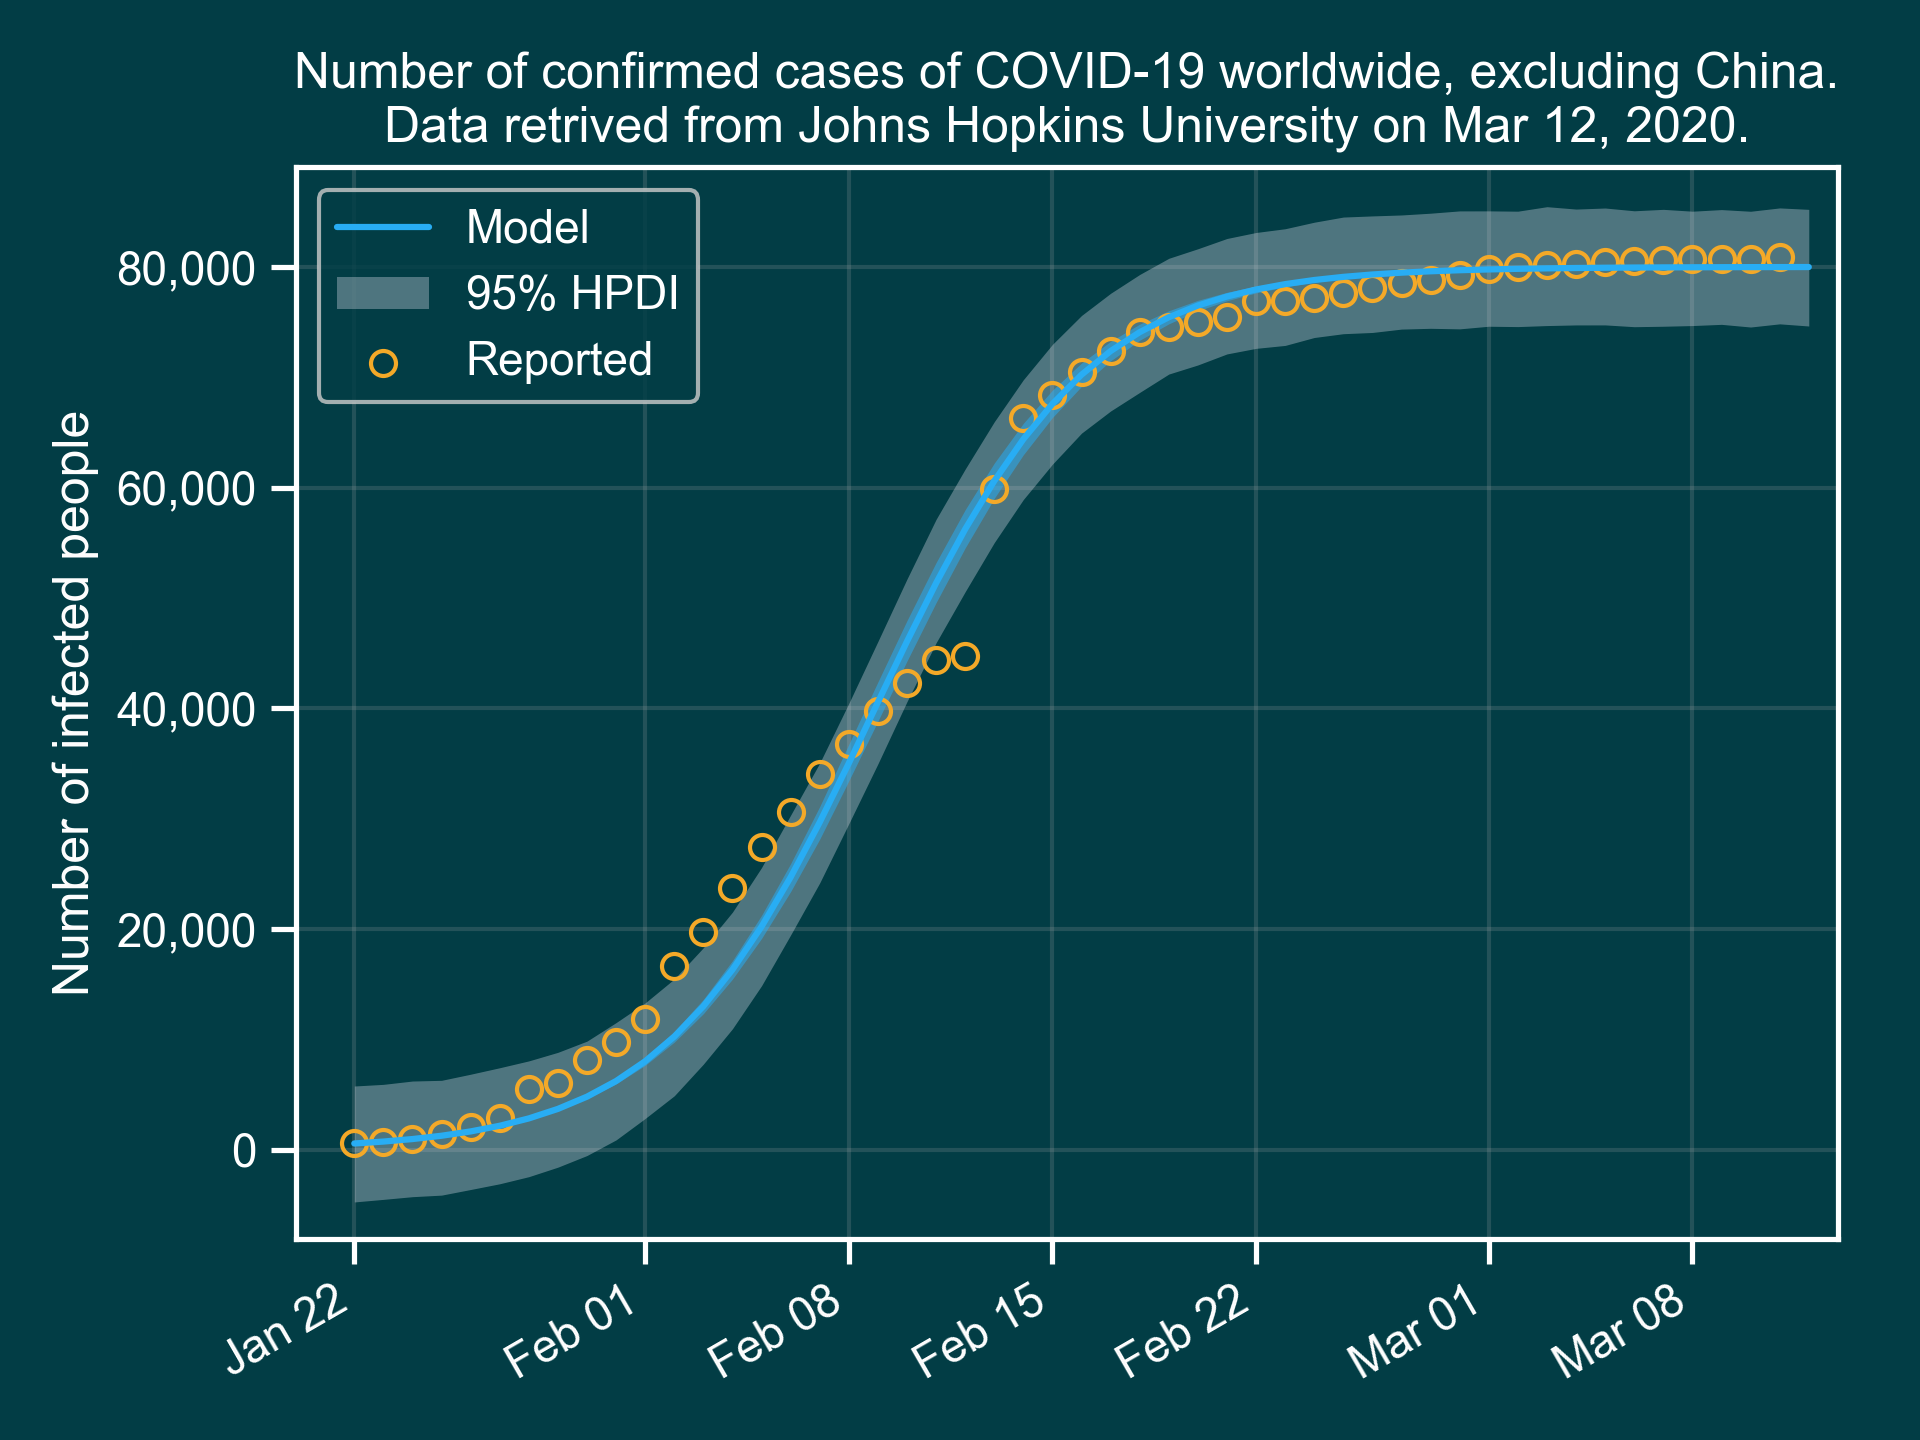 Number of confirmed cases of COVID-19 worldwide, excluding China.
Data retrived from Johns Hopkins University on Mar 12, 2020.
Model
95% HPDI
Reported
Number of infected people
80,000
60,000
40,000
20,000
0
Jan 22
Feb 01
Feb 08
Feb 15
Feb 22
Mar 01
Mar 08